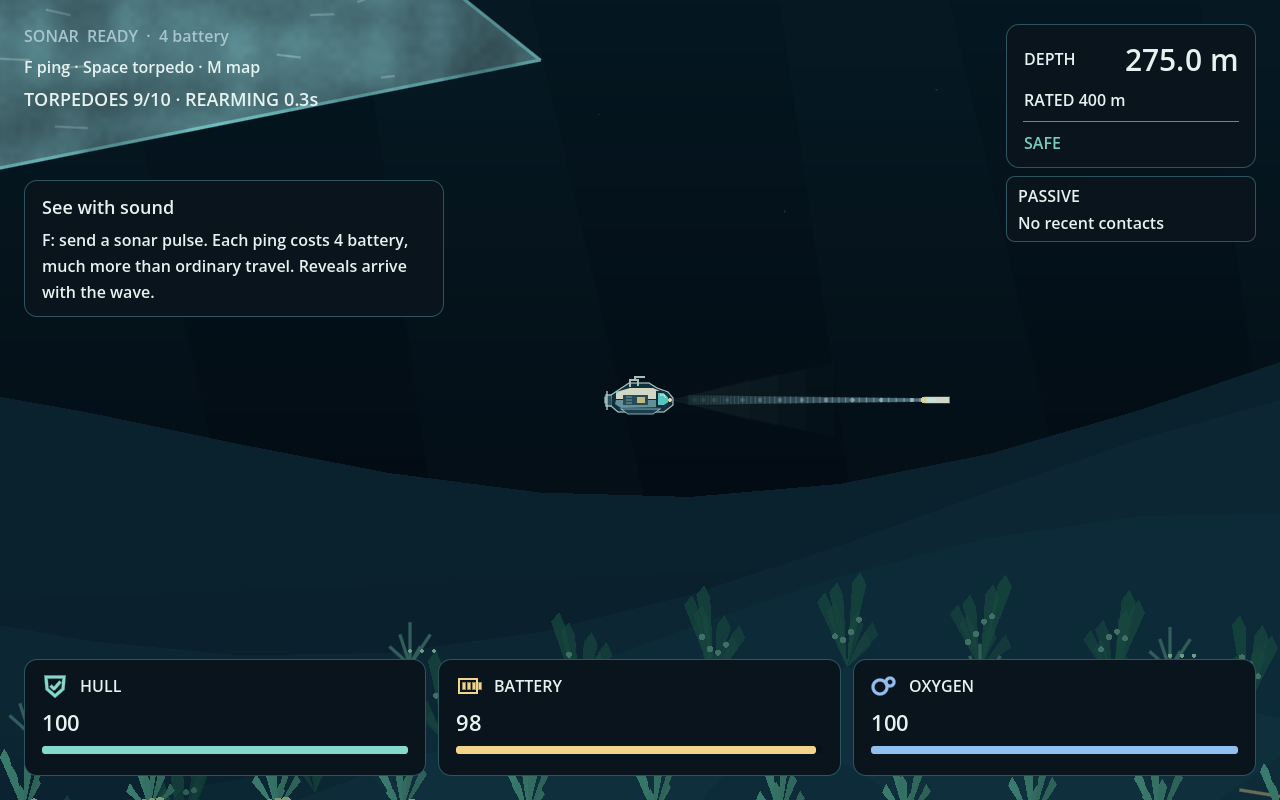 SONAR READY · 4 battery
F ping · Space torpedo · M map
TORPEDOES 9/10 · REARMING 0.3s
DEPTH 275.0 m
RATED 400 m
SAFE
PASSIVE
No recent contacts
See with sound
F: send a sonar pulse. Each ping costs 4 battery,
much more than ordinary travel. Reveals arrive
with the wave.
HULL
100
BATTERY
98
OXYGEN
100